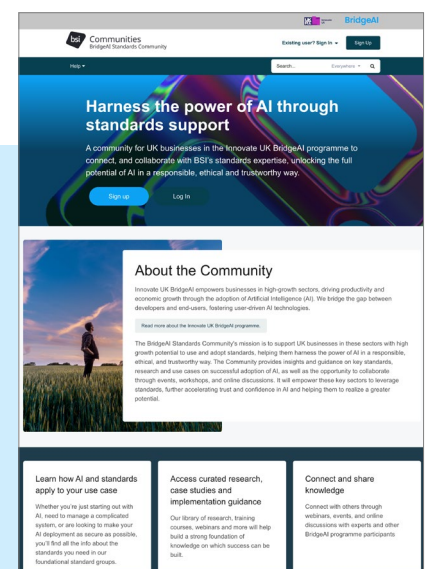 BridgeAI
bsi Communities
BridgeAI Standards Community
Existing user? Sign In
Sign Up
Help
Search...
Everywhere
Harness the power of AI through
standards support
A community for UK businesses in the Innovate UK BridgeAI programme to
connect, and collaborate with BSI's standards expertise, unlocking the full
potential of AI in a responsible, ethical and trustworthy way.
Sign up
Log In
About the Community
Innovate UK BridgeAI empowers businesses in high-growth sectors, driving productivity and
economic growth through the adoption of Artificial Intelligence (AI). We bridge the gap between
developers and end-users, fostering user-driven AI technologies.
Read more about the Innovate UK BridgeAI programme.
The BridgeAI Standards Community's mission is to support UK businesses in these sectors with high
growth potential to use and adopt standards, helping them harness the power of AI in a responsible,
ethical, and trustworthy way. The Community provides insights and guidance on key standards,
research and use cases on successful adoption of AI, as well as the opportunity to collaborate
through events, workshops, and online discussions. It will empower these key sectors to leverage
standards, further accelerating trust and confidence in AI and helping them to realize a greater
potential.
Learn how AI and standards
apply to your use case
Whether you're just starting out with
AI, need to manage a complicated
system, or are looking to make your
AI deployment as secure as possible,
you'll find all the info about the
standards you need in our
foundational standard groups.
Access curated research,
case studies and
implementation guidance
Our library of research, training
courses, webinars and more will help
build a strong foundation of
knowledge on which success can be
built.
Connect and share
knowledge
Connect with others through
webinars, events, and online
discussions with experts and other
BridgeAI programme participants